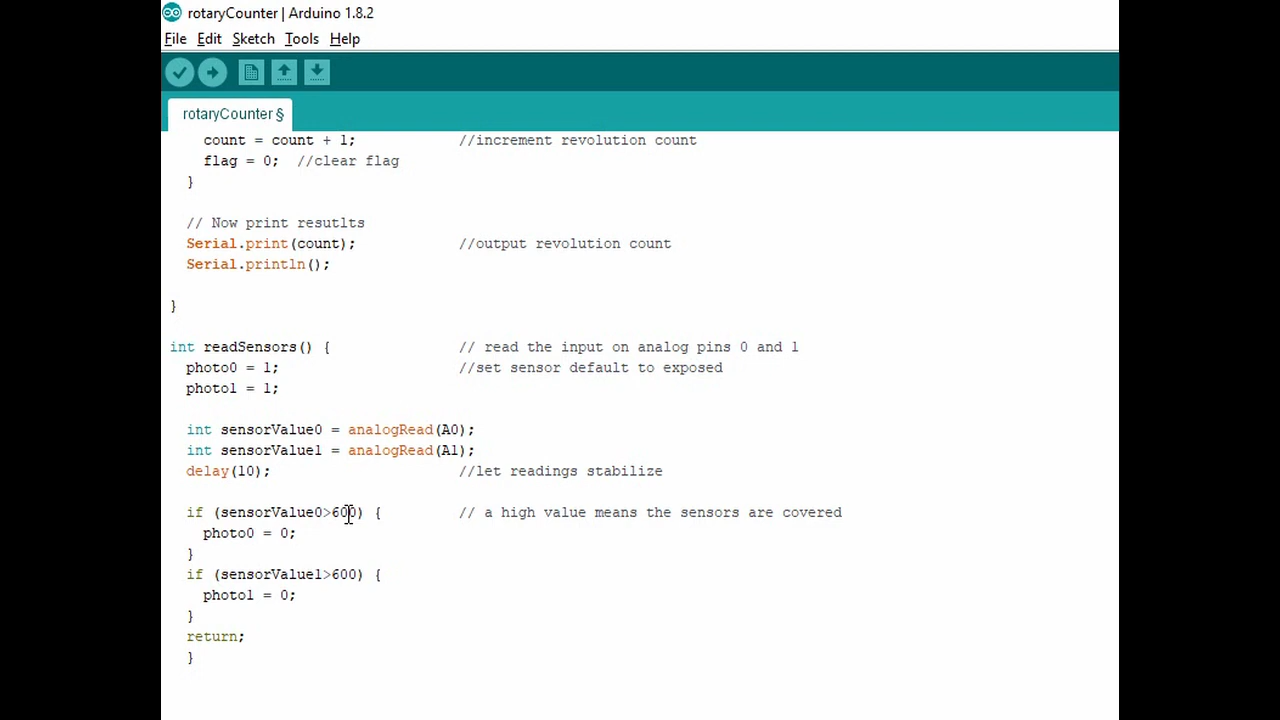 rotaryCounter | Arduino 1.8.2
File Edit Sketch Tools Help
rotaryCounter §
count = count + 1; //increment revolution count
flag = 0; //clear flag
}
// Now print resutlts
Serial.print(count); //output revolution count
Serial.println();
}
int readSensors() { // read the input on analog pins 0 and 1
photo0 = 1; //set sensor default to exposed
photo1 = 1;
int sensorValue0 = analogRead(A0);
int sensorValue1 = analogRead(A1);
delay(10); //let readings stabilize
if (sensorValue0>600) { // a high value means the sensors are covered
photo0 = 0;
}
if (sensorValue1>600) {
photo1 = 0;
}
return;
}